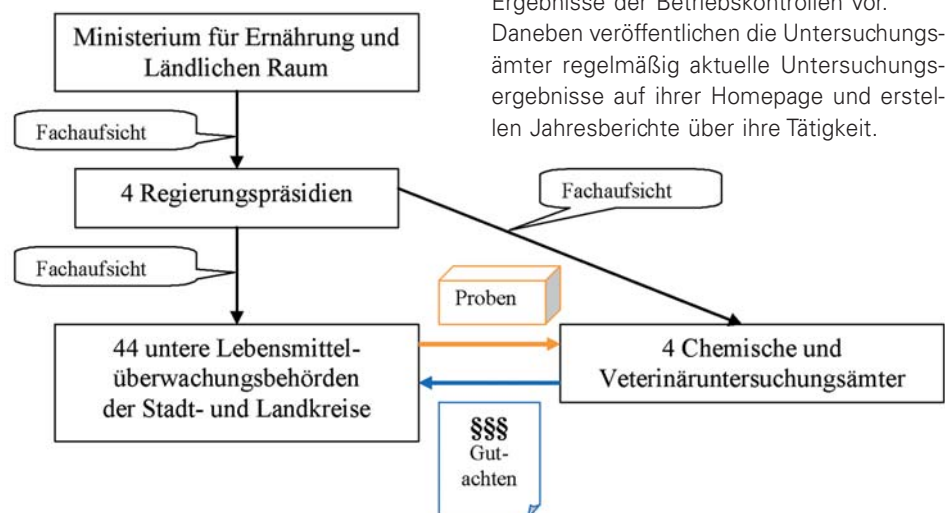 Ergebnisse der Betriebskontrollen vor.
Daneben veröffentlichen die Untersuchungs-
ämter regelmäßig aktuelle Untersuchungs-
ergebnisse auf ihrer Homepage und erstel-
len Jahresberichte über ihre Tätigkeit.
Ministerium für Ernährung und
Ländlichen Raum
Fachaufsicht
4 Regierungspräsidien
Fachaufsicht
Fachaufsicht
Proben
44 untere Lebensmittel-
überwachungsbehörden
der Stadt- und Landkreise
4 Chemische und
Veterinäruntersuchungsämter
§§§
Gut-
achten